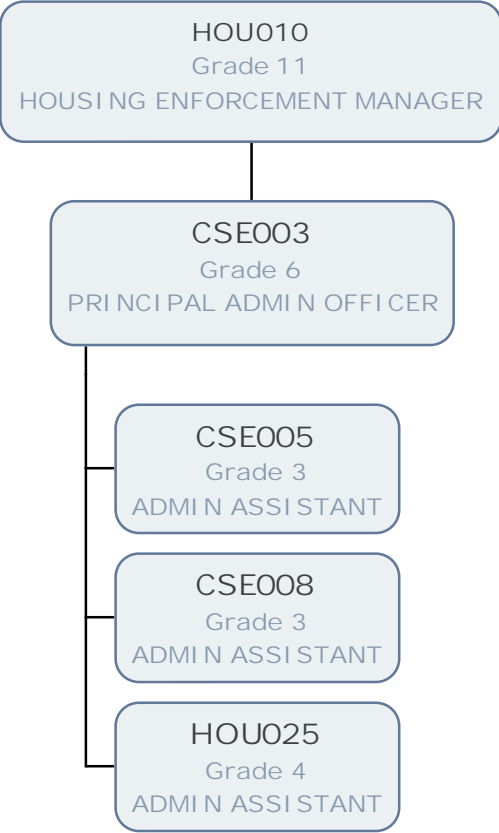 HOU010
Grade 11
HOUSING ENFORCEMENT MANAGER
CSE003
Grade 6
PRINCIPAL ADMIN OFFICER
CSE005
Grade 3
ADMIN ASSISTANT
CSE008
Grade 3
ADMIN ASSISTANT
HOU025
Grade 4
ADMIN ASSISTANT